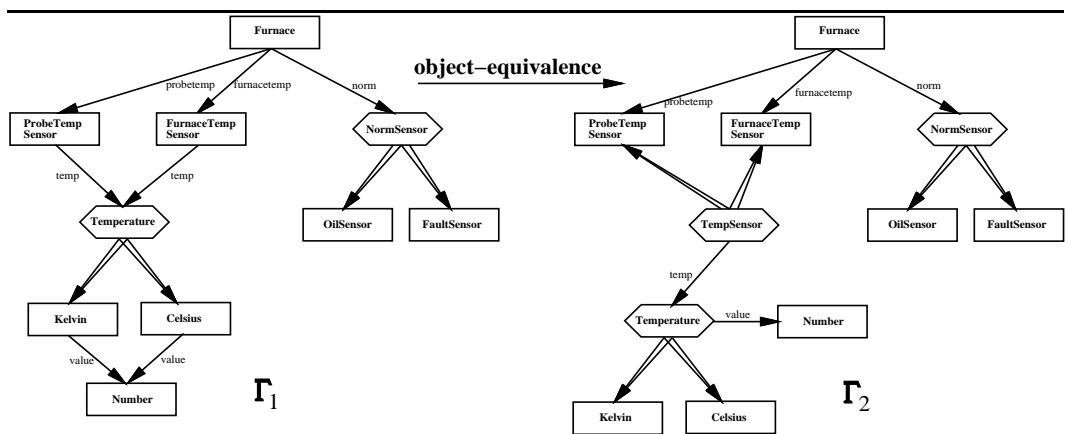 Furnace
probetemp
furnacetemp
norm
ProbeTemp
Sensor
FurnaceTemp
Sensor
NormSensor
temp
temp
Temperature
OilSensor
FaultSensor
Kelvin
Celsius
value
value
Number
Γ1
object-equivalence
Furnace
probetemp
furnacetemp
norm
ProbeTemp
Sensor
FurnaceTemp
Sensor
NormSensor
TempSensor
OilSensor
FaultSensor
temp
Temperature
value
Number
Kelvin
Celsius
Γ2